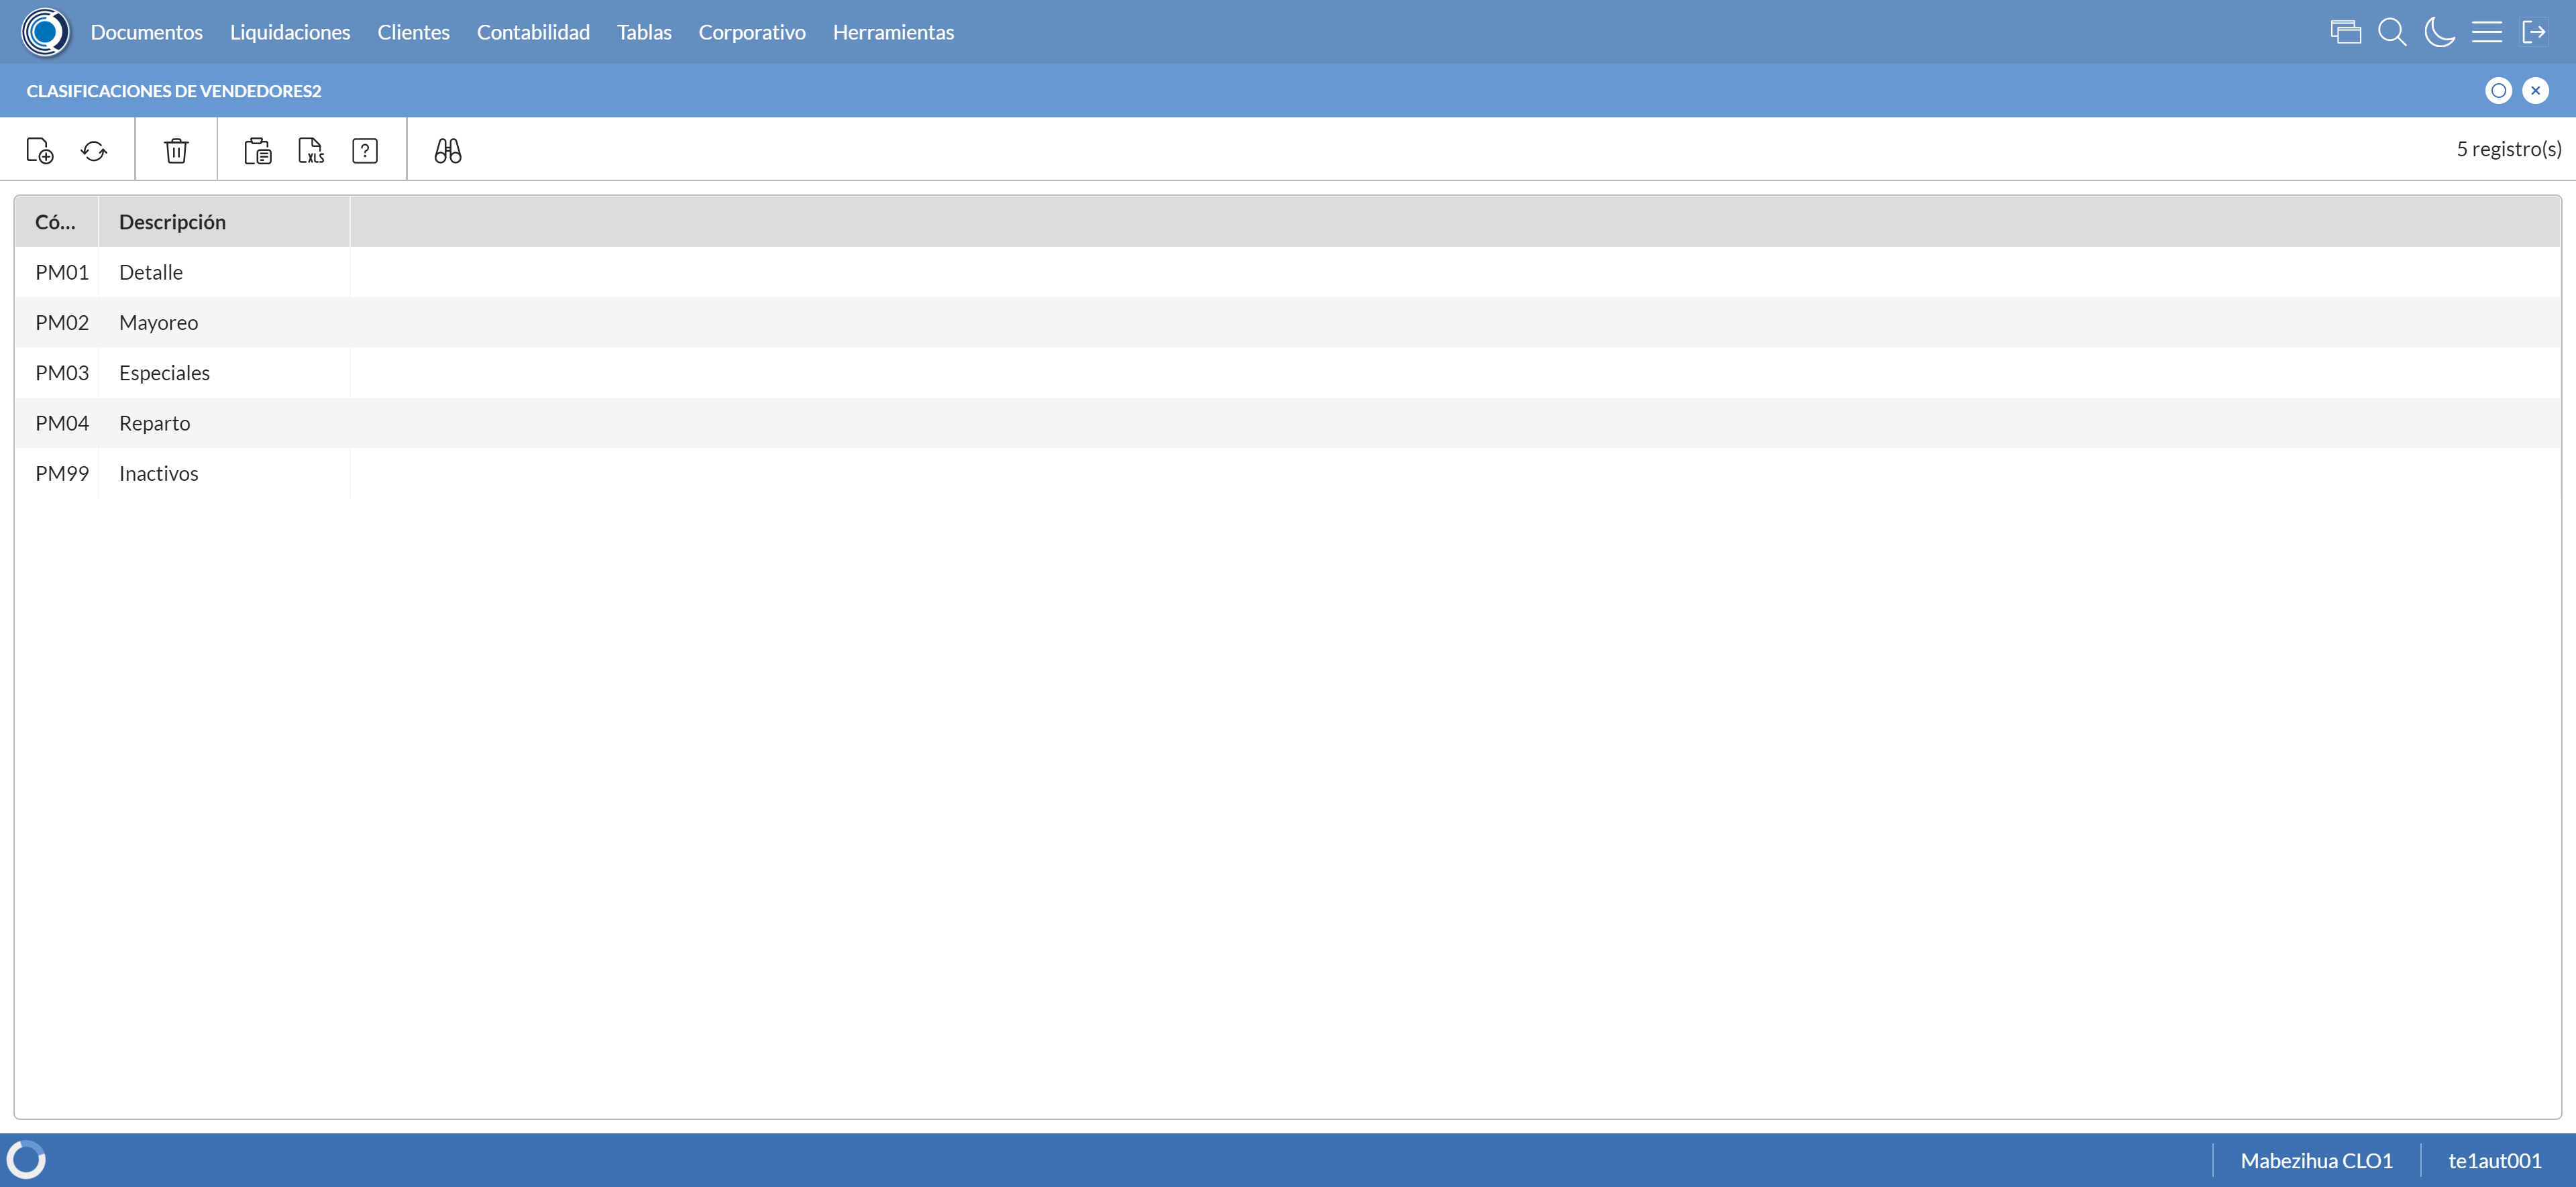 Documentos Liquidaciones Clientes Contabilidad Tablas Corporativo Herramientas
CLASIFICACIONES DE VENDEDORES2
XLS ? 5 registro(s)
Có... Descripción
PM01 Detalle
PM02 Mayoreo
PM03 Especiales
PM04 Reparto
PM99 Inactivos
Mabezihua CLO1 te1aut001